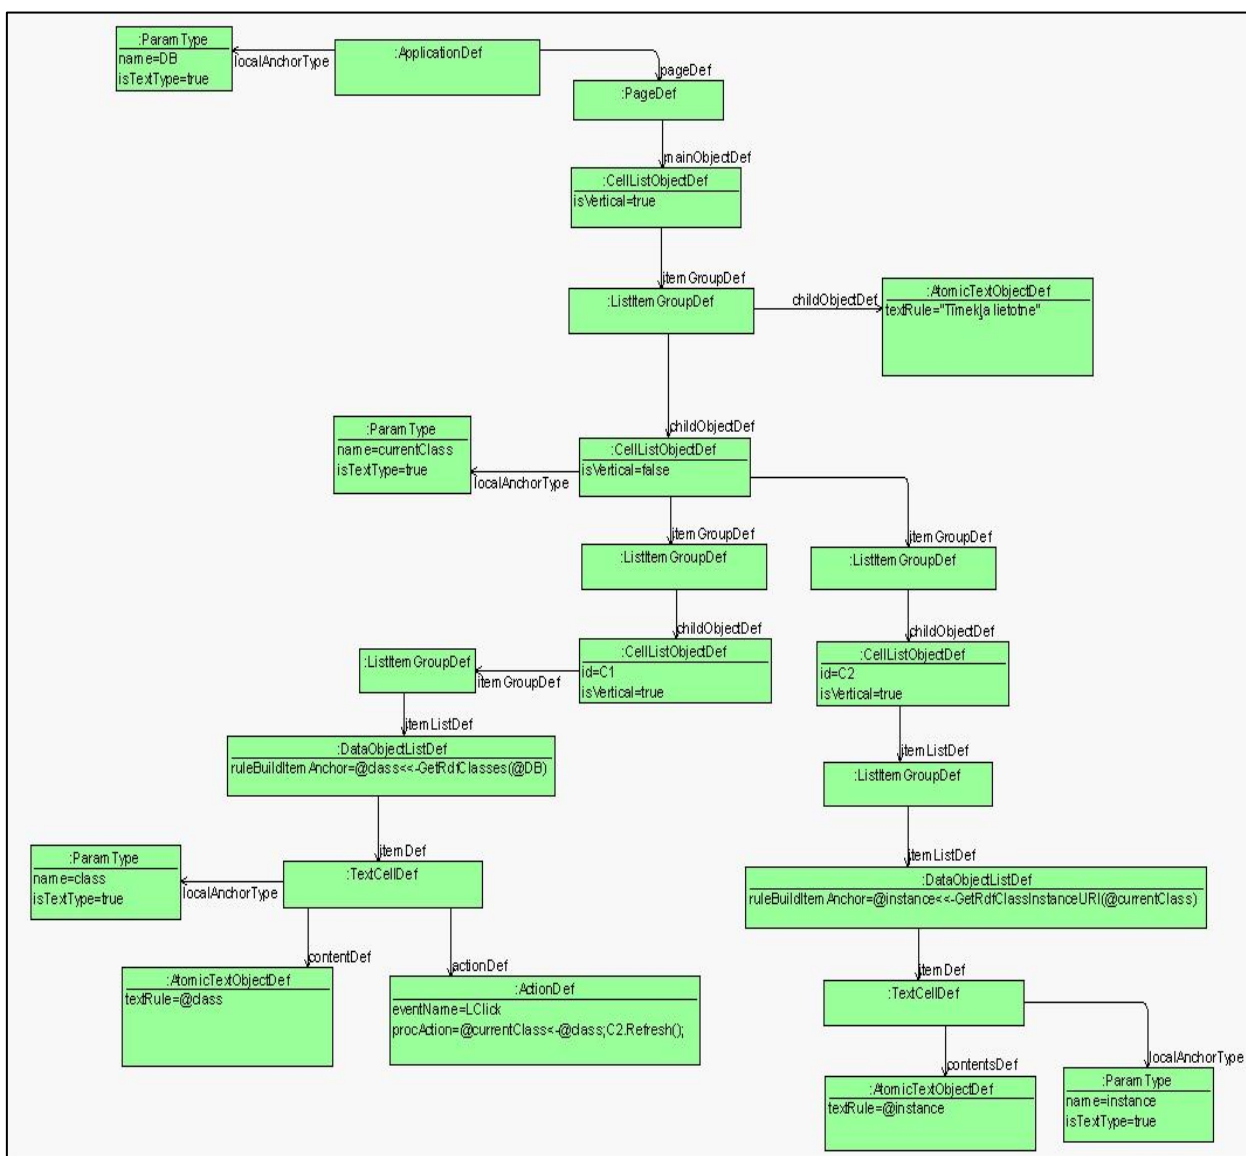 :ParamType
name=DB
isTextType=true
localAnchorType
:ApplicationDef
pageDef
:PageDef
mainObjectDef
:CellListObjectDef
isVertical=true
itemGroupDef
:ListItemGroupDef
childObjectDef
:AtomicTextObjectDef
textRule="Tīmekļa lietotne"
childObjectDef
:ParamType
name=currentClass
isTextType=true
localAnchorType
:CellListObjectDef
isVertical=false
itemGroupDef
:ListItemGroupDef
itemGroupDef
:ListItemGroupDef
childObjectDef
:CellListObjectDef
id=C1
isVertical=true
childObjectDef
:CellListObjectDef
id=C2
isVertical=true
:ListItemGroupDef
itemGroupDef
itemListDef
:DataObjectListDef
ruleBuildItemAnchor=@class<<-GetRdfClasses(@DB)
itemListDef
:ListItemGroupDef
itemDef
:ParamType
name=class
isTextType=true
localAnchorType
:TextCellDef
itemListDef
:DataObjectListDef
ruleBuildItemAnchor=@instance<<-GetRdfClassInstanceURI(@currentClass)
contentDef
:AtomicTextObjectDef
textRule=@class
actionDef
:ActionDef
eventName=LClick
procAction=@currentClass<-@class;C2.Refresh();
itemDef
:TextCellDef
contentsDef
:AtomicTextObjectDef
textRule=@instance
localAnchorType
:ParamType
name=instance
isTextType=true